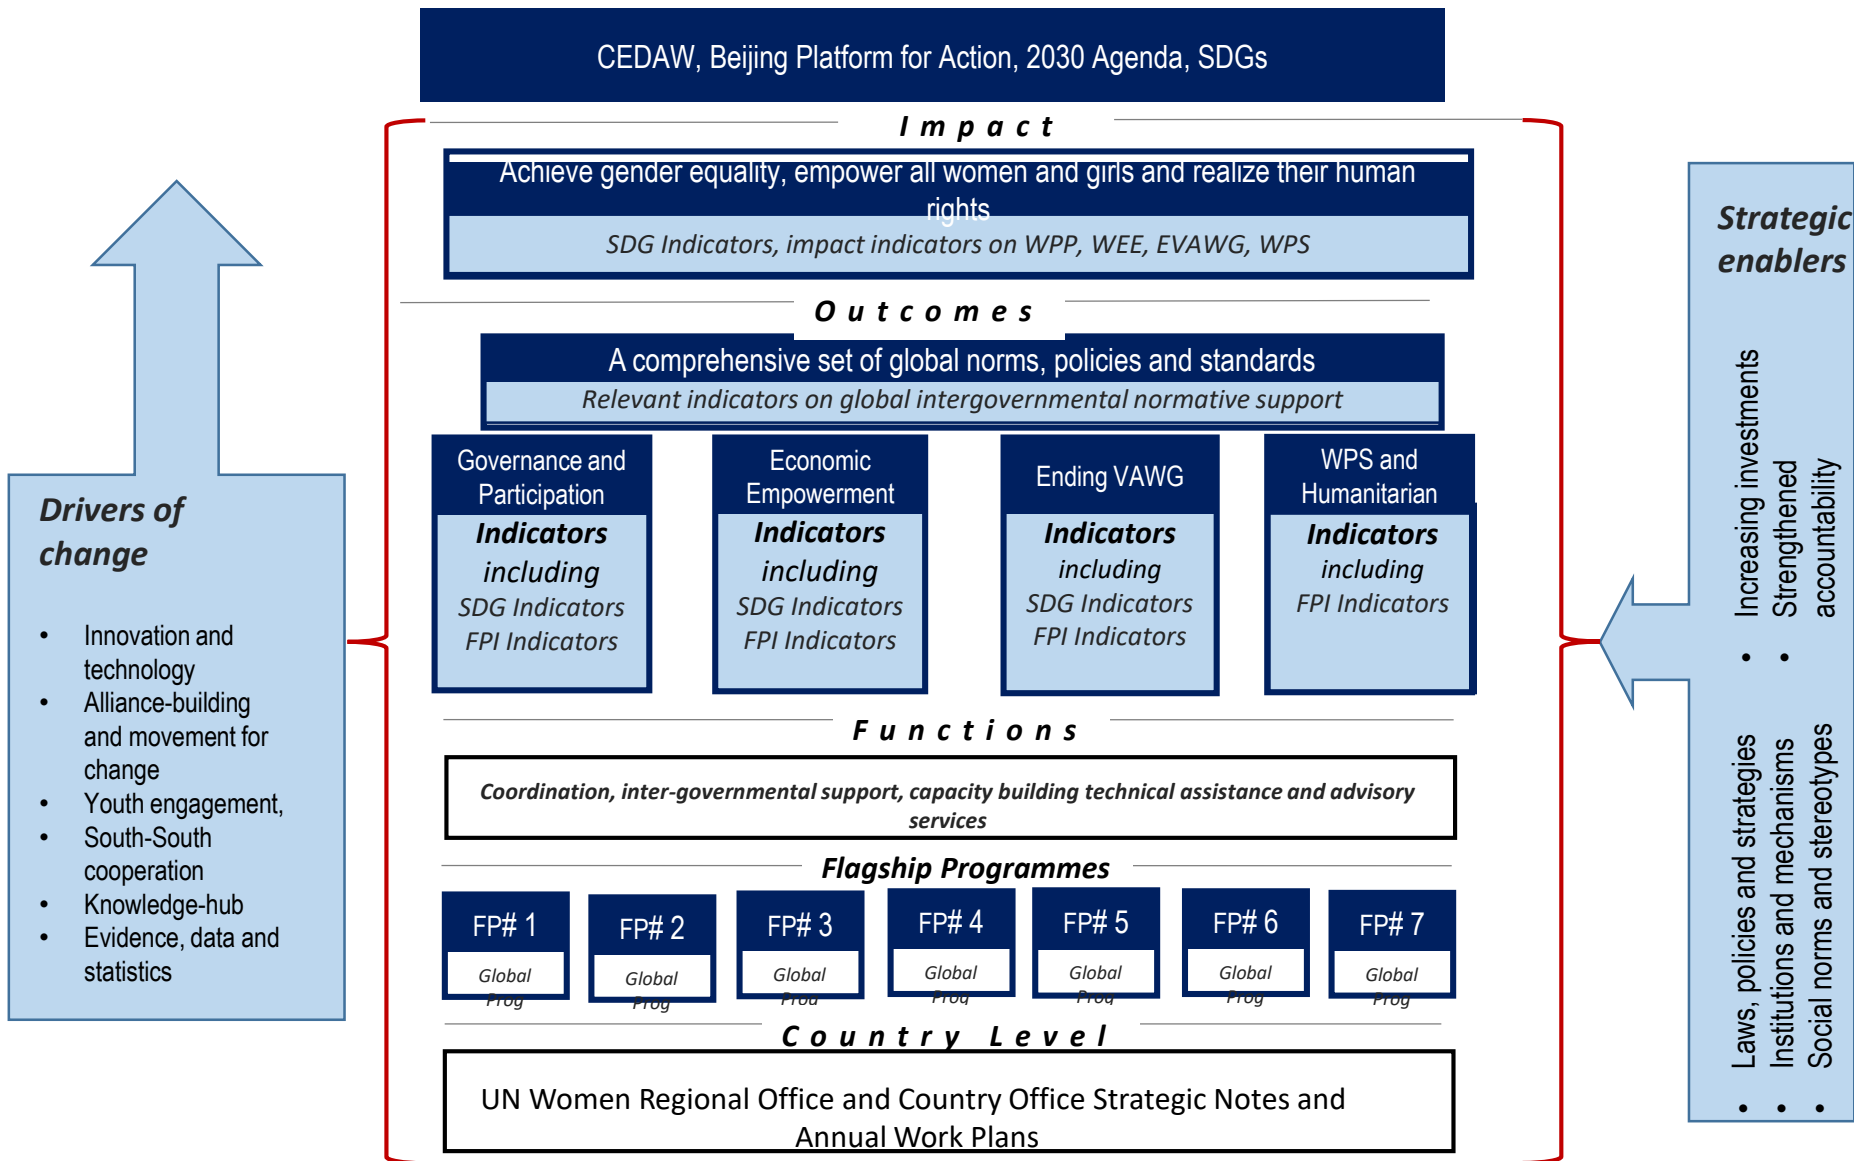 CEDAW, Beijing Platform for Action, 2030 Agenda, SDGs
Impact
Achieve gender equality, empower all women and girls and realize their human
rights
SDG Indicators, impact indicators on WPP, WEE, EVAWG, WPS
Outcomes
A comprehensive set of global norms, policies and standards
Relevant indicators on global intergovernmental normative support
Governance and
Participation
Indicators
including
SDG Indicators
FPI Indicators
Economic
Empowerment
Indicators
including
SDG Indicators
FPI Indicators
Ending VAWG
Indicators
including
SDG Indicators
FPI Indicators
WPS and
Humanitarian
Indicators
including
FPI Indicators
Functions
Coordination, inter-governmental support, capacity building technical assistance and advisory
services
Flagship Programmes
FP# 1
Global
Prog
FP# 2
Global
Prog
FP# 3
Global
Prog
FP# 4
Global
Prog
FP# 5
Global
Prog
FP# 6
Global
Prog
FP# 7
Global
Prog
Country Level
UN Women Regional Office and Country Office Strategic Notes and
Annual Work Plans
Drivers of
change
• Innovation and
technology
• Alliance-building
and movement for
change
• Youth engagement,
• South-South
cooperation
• Knowledge-hub
• Evidence, data and
statistics
Strategic
enablers
• Increasing investments
• Strengthened
accountability
• Laws, policies and strategies
• Institutions and mechanisms
• Social norms and stereotypes